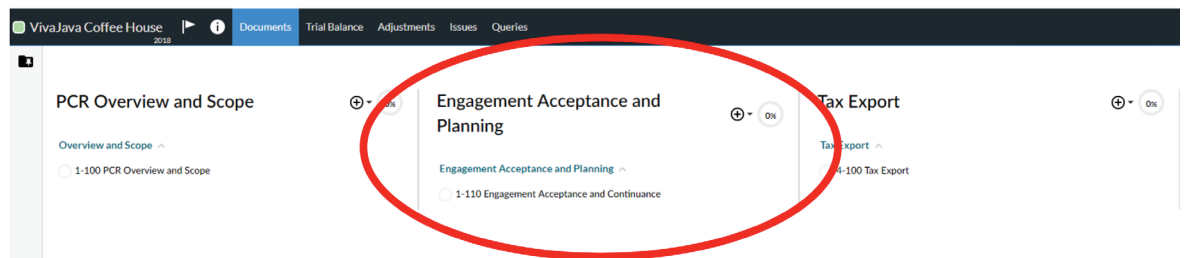 VivaJava Coffee House
2018
Documents
Trial Balance
Adjustments
Issues
Queries
PCR Overview and Scope
0%
Overview and Scope
1-100 PCR Overview and Scope
Engagement Acceptance and
Planning
0%
Engagement Acceptance and Planning
1-110 Engagement Acceptance and Continuance
Tax Export
0%
Tax Export
4-100 Tax Export